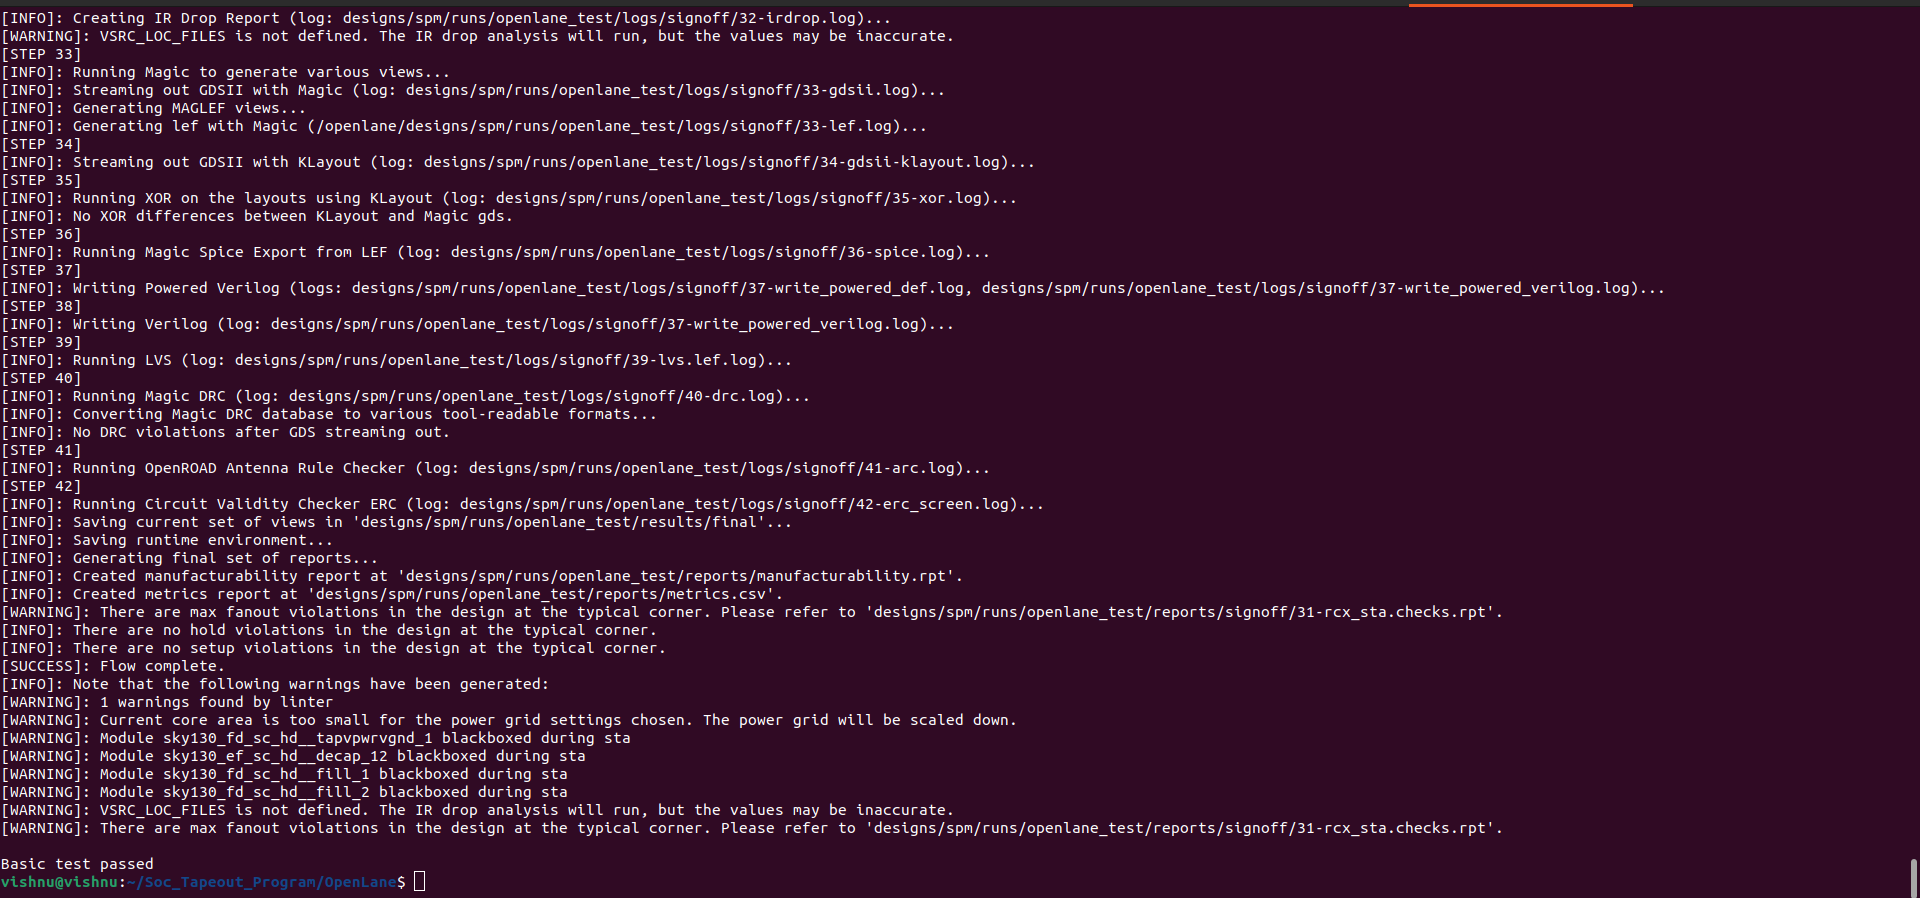 [INFO]: Creating IR Drop Report (log: designs/spm/runs/openlane_test/logs/signoff/32-irdrop.log)...
[WARNING]: VSRC_LOC_FILES is not defined. The IR drop analysis will run, but the values may be inaccurate.
[STEP 33]
[INFO]: Running Magic to generate various views...
[INFO]: Streaming out GDSII with Magic (log: designs/spm/runs/openlane_test/logs/signoff/33-gdsii.log)...
[INFO]: Generating MAGLEF views...
[INFO]: Generating lef with Magic (/openlane/designs/spm/runs/openlane_test/logs/signoff/33-lef.log)...
[STEP 34]
[INFO]: Streaming out GDSII with KLayout (log: designs/spm/runs/openlane_test/logs/signoff/34-gdsii-klayout.log)...
[STEP 35]
[INFO]: Running XOR on the layouts using KLayout (log: designs/spm/runs/openlane_test/logs/signoff/35-xor.log)...
[INFO]: No XOR differences between KLayout and Magic gds.
[STEP 36]
[INFO]: Running Magic Spice Export from LEF (log: designs/spm/runs/openlane_test/logs/signoff/36-spice.log)...
[STEP 37]
[INFO]: Writing Powered Verilog (logs: designs/spm/runs/openlane_test/logs/signoff/37-write_powered_def.log, designs/spm/runs/openlane_test/logs/signoff/37-write_powered_verilog.log)...
[STEP 38]
[INFO]: Writing Verilog (log: designs/spm/runs/openlane_test/logs/signoff/37-write_powered_verilog.log)...
[STEP 39]
[INFO]: Running LVS (log: designs/spm/runs/openlane_test/logs/signoff/39-lvs.lef.log)...
[STEP 40]
[INFO]: Running Magic DRC (log: designs/spm/runs/openlane_test/logs/signoff/40-drc.log)...
[INFO]: Converting Magic DRC database to various tool-readable formats...
[INFO]: No DRC violations after GDS streaming out.
[STEP 41]
[INFO]: Running OpenROAD Antenna Rule Checker (log: designs/spm/runs/openlane_test/logs/signoff/41-arc.log)...
[STEP 42]
[INFO]: Running Circuit Validity Checker ERC (log: designs/spm/runs/openlane_test/logs/signoff/42-erc_screen.log)...
[INFO]: Saving current set of views in 'designs/spm/runs/openlane_test/results/final'...
[INFO]: Saving runtime environment...
[INFO]: Generating final set of reports...
[INFO]: Created manufacturability report at 'designs/spm/runs/openlane_test/reports/manufacturability.rpt'.
[INFO]: Created metrics report at 'designs/spm/runs/openlane_test/reports/metrics.csv'.
[WARNING]: There are max fanout violations in the design at the typical corner. Please refer to 'designs/spm/runs/openlane_test/reports/signoff/31-rcx_sta.checks.rpt'.
[INFO]: There are no hold violations in the design at the typical corner.
[INFO]: There are no setup violations in the design at the typical corner.
[SUCCESS]: Flow complete.
[INFO]: Note that the following warnings have been generated:
[WARNING]: 1 warnings found by linter
[WARNING]: Current core area is too small for the power grid settings chosen. The power grid will be scaled down.
[WARNING]: Module sky130_fd_sc_hd__tapvpwrvgnd_1 blackboxed during sta
[WARNING]: Module sky130_ef_sc_hd__decap_12 blackboxed during sta
[WARNING]: Module sky130_fd_sc_hd__fill_1 blackboxed during sta
[WARNING]: Module sky130_fd_sc_hd__fill_2 blackboxed during sta
[WARNING]: VSRC_LOC_FILES is not defined. The IR drop analysis will run, but the values may be inaccurate.
[WARNING]: There are max fanout violations in the design at the typical corner. Please refer to 'designs/spm/runs/openlane_test/reports/signoff/31-rcx_sta.checks.rpt'.
Basic test passed
vishnu@vishnu:~/Soc_Tapeout_Program/OpenLane$